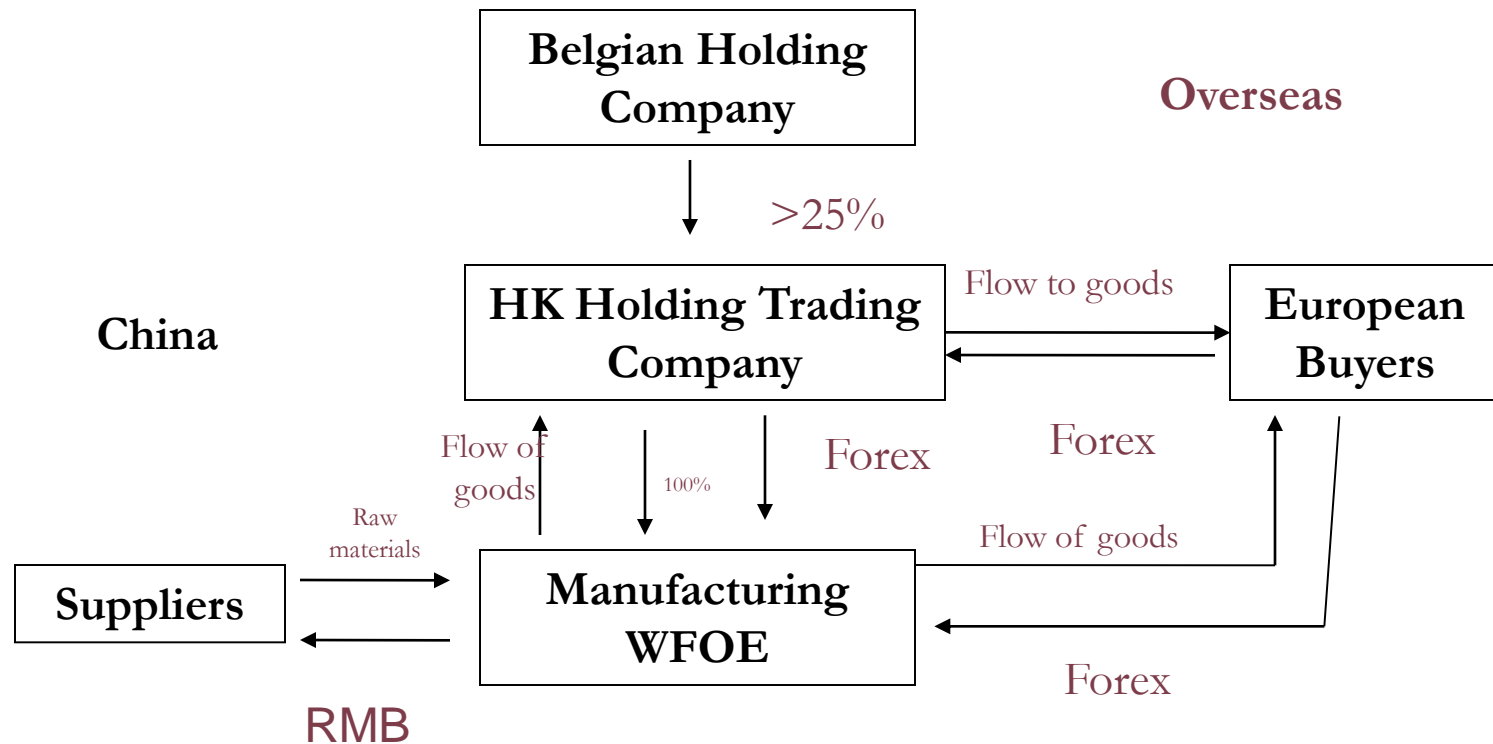 Belgian Holding
Company
Overseas
>25%
HK Holding Trading
Company
Flow to goods
European
Buyers
China
Flow of
goods
100%
Forex
Forex
Raw
materials
Flow of goods
Suppliers
Manufacturing
WFOE
Forex
RMB